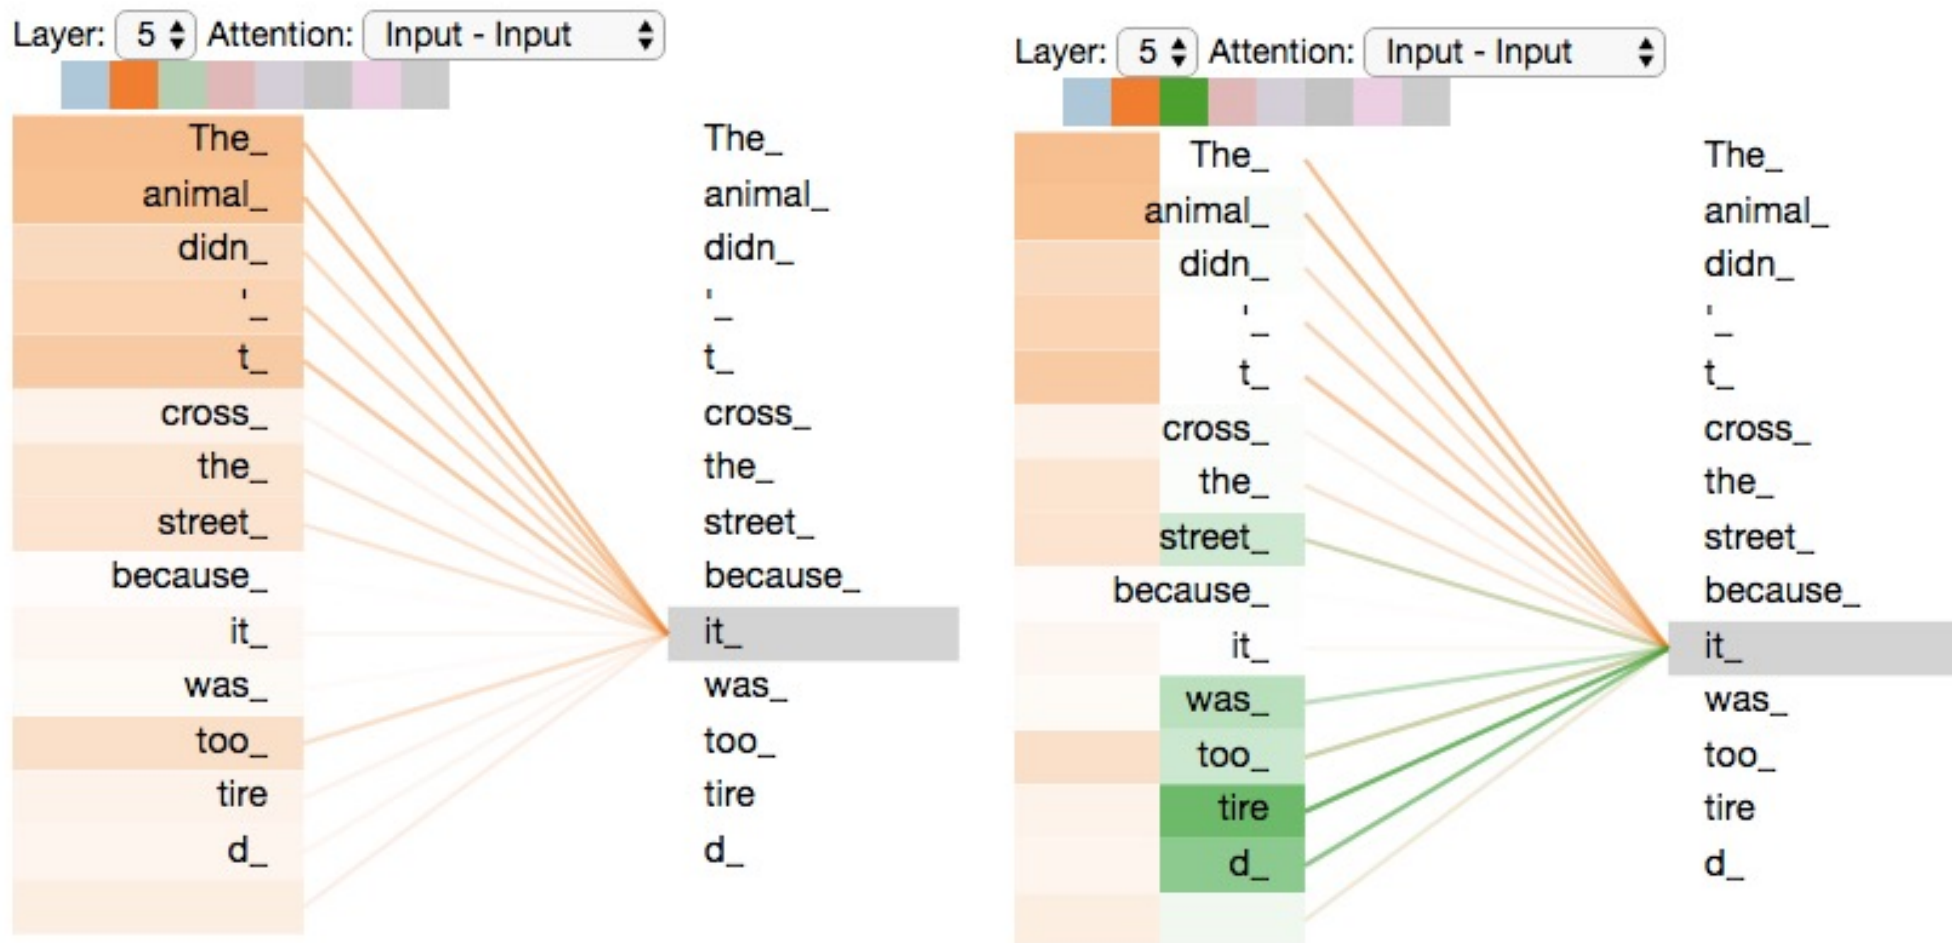 Layer: 5 Attention: Input - Input
The_ The_
animal_ animal_
didn_ didn_
'_ '_
t_ t_
cross_ cross_
the_ the_
street_ street_
because_ because_
it_ it_
was_ was_
too_ too_
tire tire
d_ d_
Layer: 5 Attention: Input - Input
The_ The_
animal_ animal_
didn_ didn_
'_ '_
t_ t_
cross_ cross_
the_ the_
street_ street_
because_ because_
it_ it_
was_ was_
too_ too_
tire tire
d_ d_